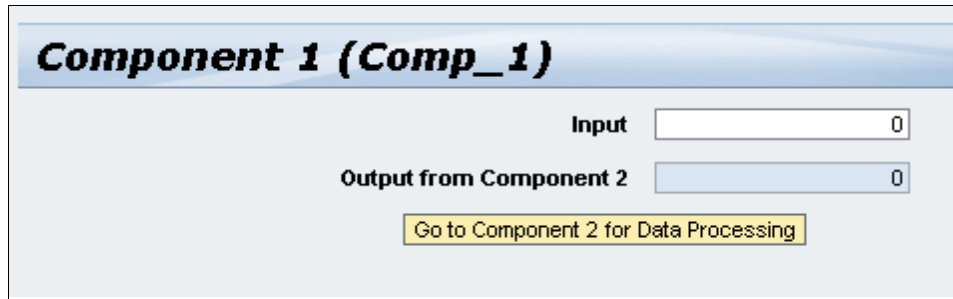 Component 1 (Comp_1)
Input 0
Output from Component 2 0
Go to Component 2 for Data Processing